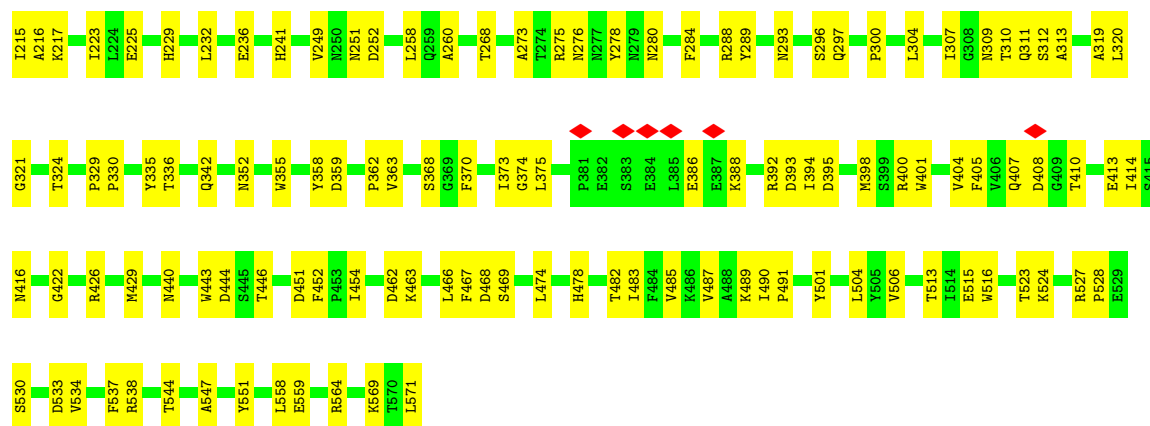 I215 A216 K217 I223 L224 E225 H229 L232 E236 H241 V249 N250 N251 D252 L258 Q259 A260 T268 A273 T274 R275 N276 N277 Y278 N279 N280 F284 R288 Y289 N293 S296 Q297 P300 L304 I307 G308 N309 T310 Q311 S312 A313 A319 L320
G321 T324 P329 P330 Y335 T336 Q342 N352 W355 Y358 D359 P362 V363 S368 G369 F370 I373 G374 L375 P381 E382 S383 E384 L385 E386 E387 K388 R392 D393 I394 D395 M398 S399 R400 W401 V404 F405 V406 Q407 D408 G409 T410 E413 I414 S415
N416 G422 R426 M429 N440 W443 D444 S445 T446 D451 F452 P453 I454 D462 K463 L466 F467 D468 S469 L474 H478 T482 I483 F484 V485 K486 V487 A488 K489 I490 P491 Y501 L504 Y505 V506 T513 I514 E515 W516 T523 K524 R527 P528 E529
S530 D533 V534 F537 R538 T544 A547 Y551 L558 E559 R564 K569 T570 L571